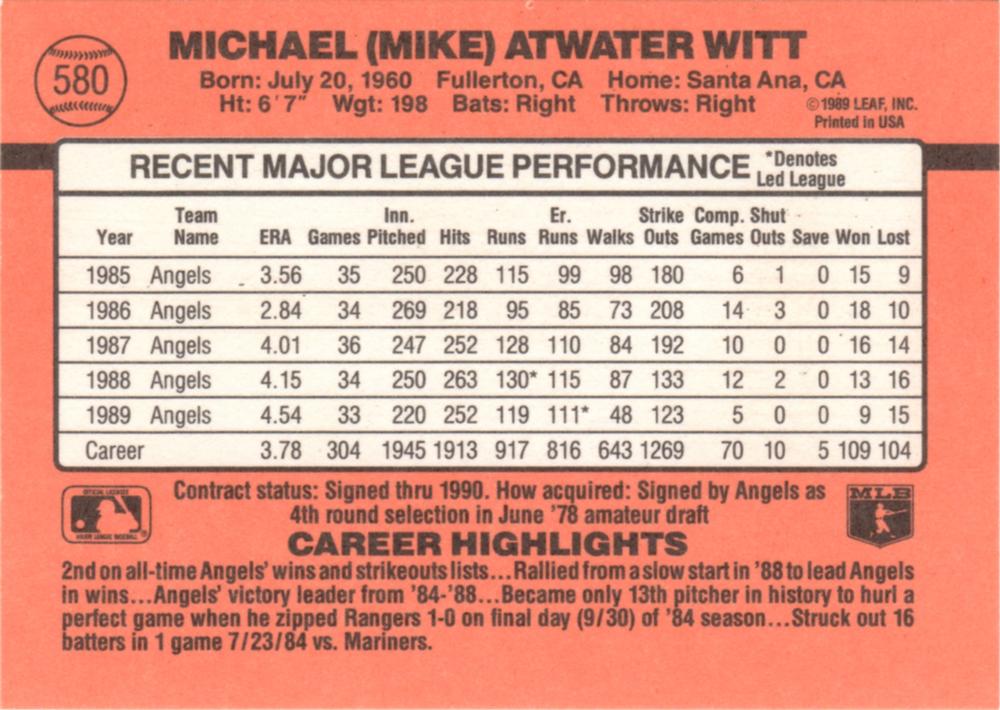 580
MICHAEL (MIKE) ATWATER WITT
Born: July 20, 1960 Fullerton, CA Home: Santa Ana, CA
Ht: 6'7" Wgt: 198 Bats: Right Throws: Right
©1989 LEAF, INC.
Printed in USA
RECENT MAJOR LEAGUE PERFORMANCE *Denotes Led League
Team Inn. Er. Strike Comp. Shut
Year Name ERA Games Pitched Hits Runs Runs Walks Outs Games Outs Save Won Lost
1985 Angels 3.56 35 250 228 115 99 98 180 6 1 0 15 9
1986 Angels 2.84 34 269 218 95 85 73 208 14 3 0 18 10
1987 Angels 4.01 36 247 252 128 110 84 192 10 0 0 16 14
1988 Angels 4.15 34 250 263 130* 115 87 133 12 2 0 13 16
1989 Angels 4.54 33 220 252 119 111* 48 123 5 0 0 9 15
Career 3.78 304 1945 1913 917 816 643 1269 70 10 5 109 104
OFFICIAL LICENSEE
MAJOR LEAGUE BASEBALL
Contract status: Signed thru 1990. How acquired: Signed by Angels as
4th round selection in June '78 amateur draft
MLB
CAREER HIGHLIGHTS
2nd on all-time Angels' wins and strikeouts lists...Rallied from a slow start in '88 to lead Angels
in wins...Angels' victory leader from '84-'88...Became only 13th pitcher in history to hurl a
perfect game when he zipped Rangers 1-0 on final day (9/30) of '84 season...Struck out 16
batters in 1 game 7/23/84 vs. Mariners.